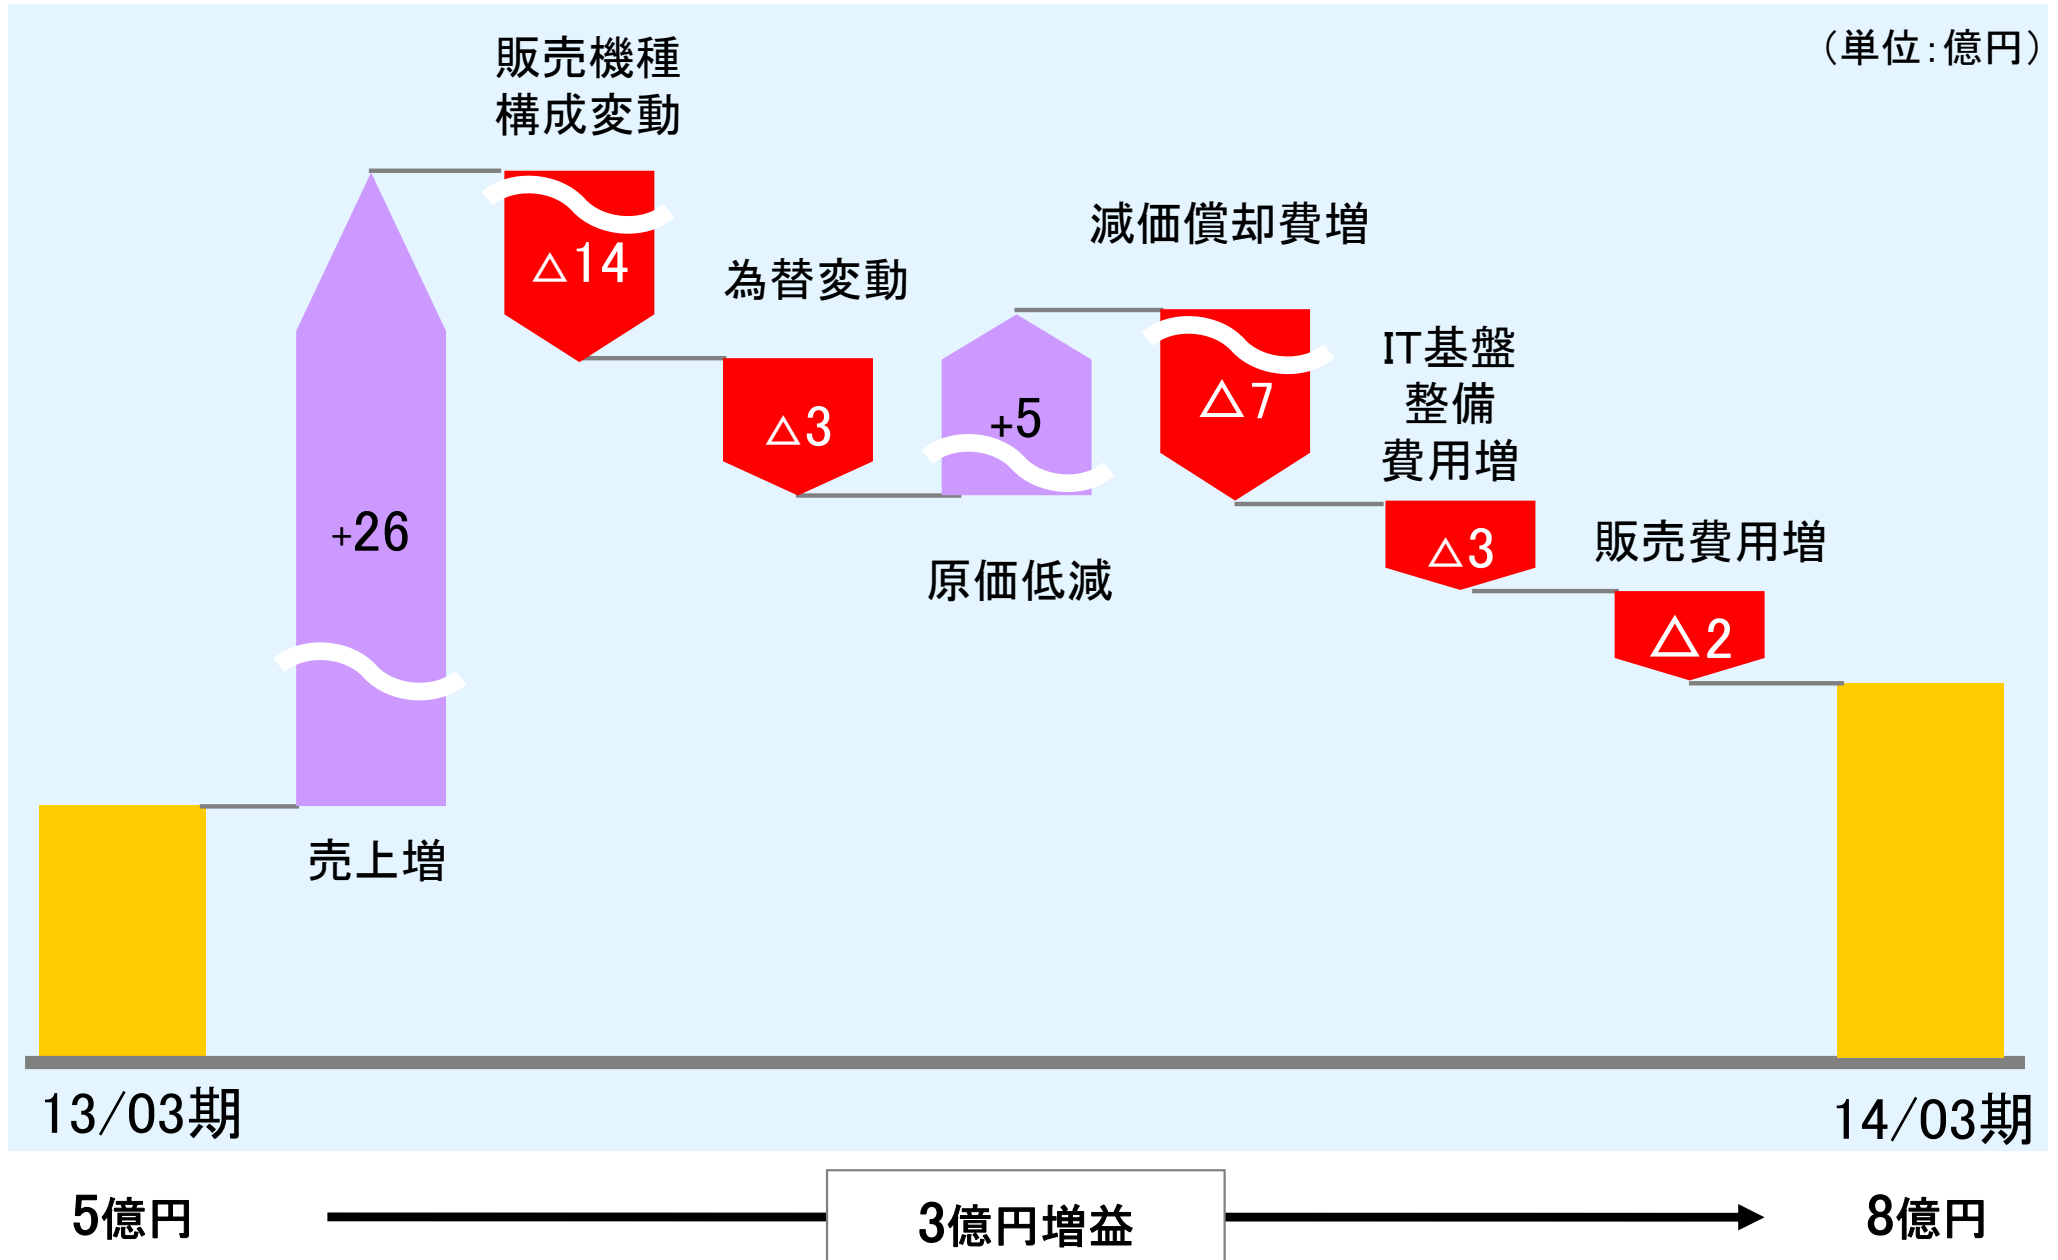 （単位：億円）
販売機種
構成変動
△14
為替変動
△3
減価償却費増
△7
+5
原価低減
IT基盤
整備
費用増
△3
販売費用増
△2
+26
売上増
13/03期
14/03期
5億円
3億円増益
8億円